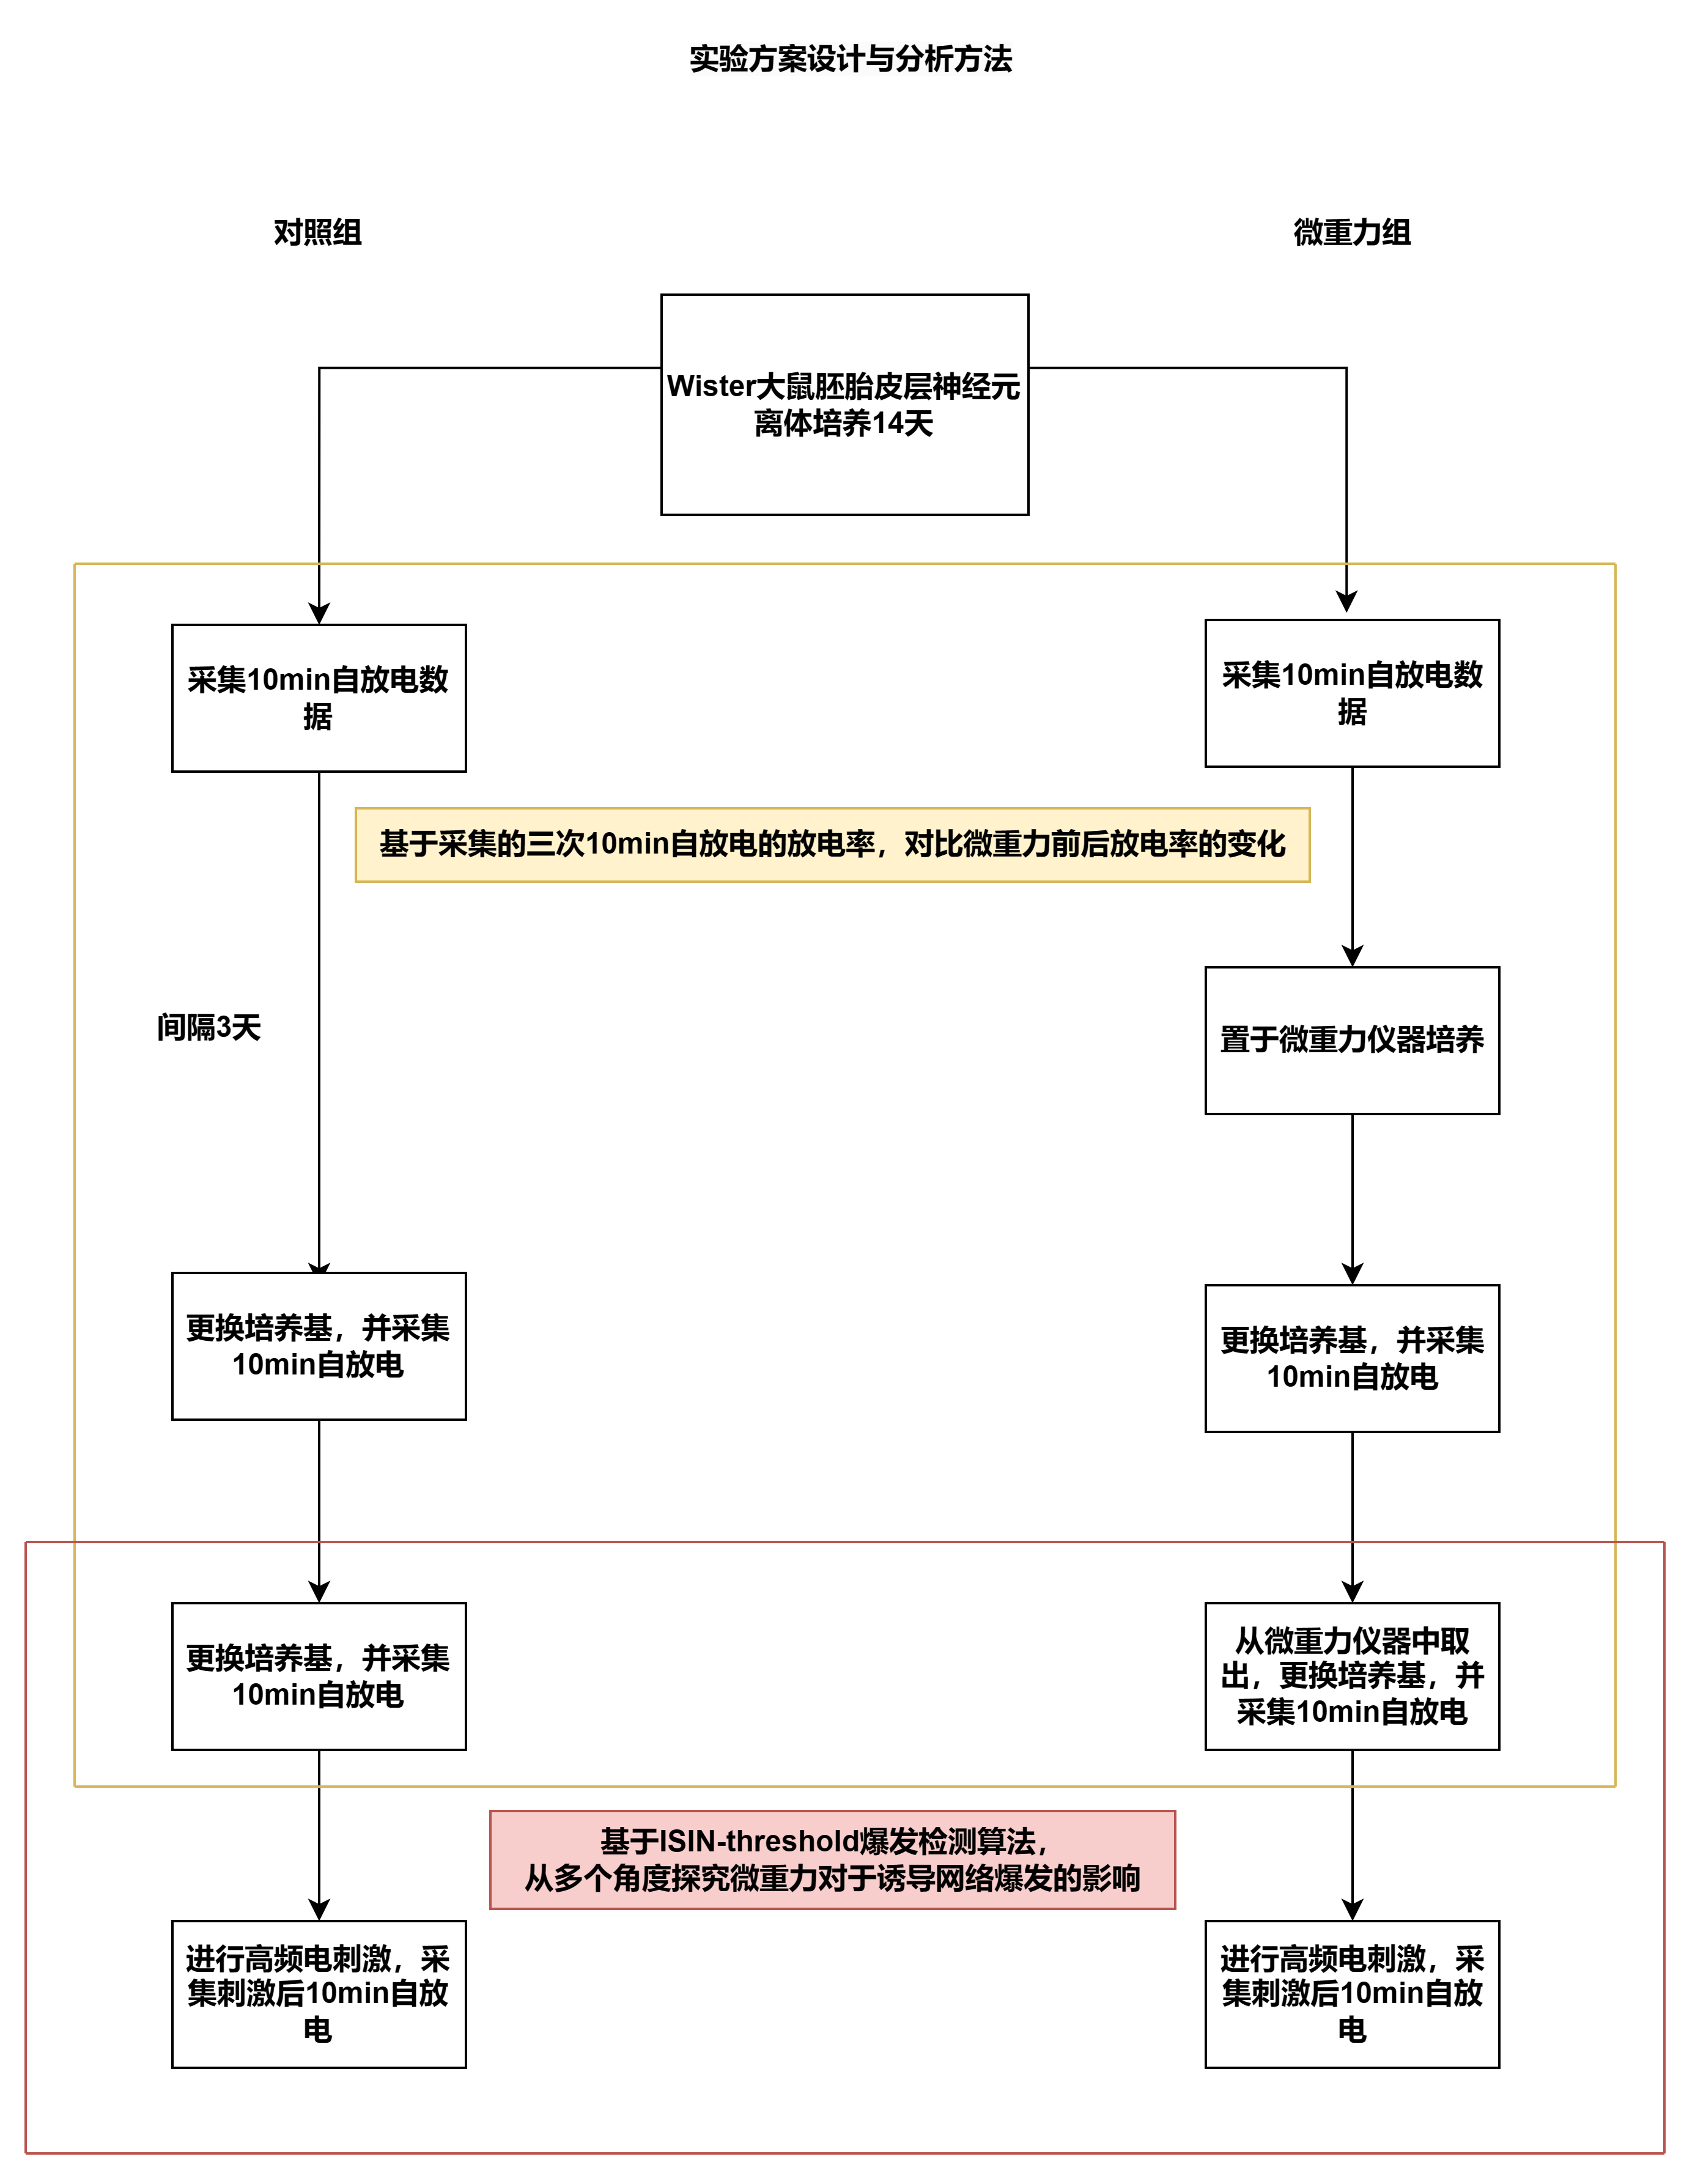 实验方案设计与分析方法
对照组
微重力组
Wister大鼠胚胎皮层神经元
离体培养14天
采集10min自放电数
据
采集10min自放电数
据
基于采集的三次10min自放电的放电率，对比微重力前后放电率的变化
间隔3天
置于微重力仪器培养
更换培养基，并采集
10min自放电
更换培养基，并采集
10min自放电
更换培养基，并采集
10min自放电
从微重力仪器中取
出，更换培养基，并
采集10min自放电
基于ISIN-threshold爆发检测算法，
从多个角度探究微重力对于诱导网络爆发的影响
进行高频电刺激，采
集刺激后10min自放
电
进行高频电刺激，采
集刺激后10min自放
电